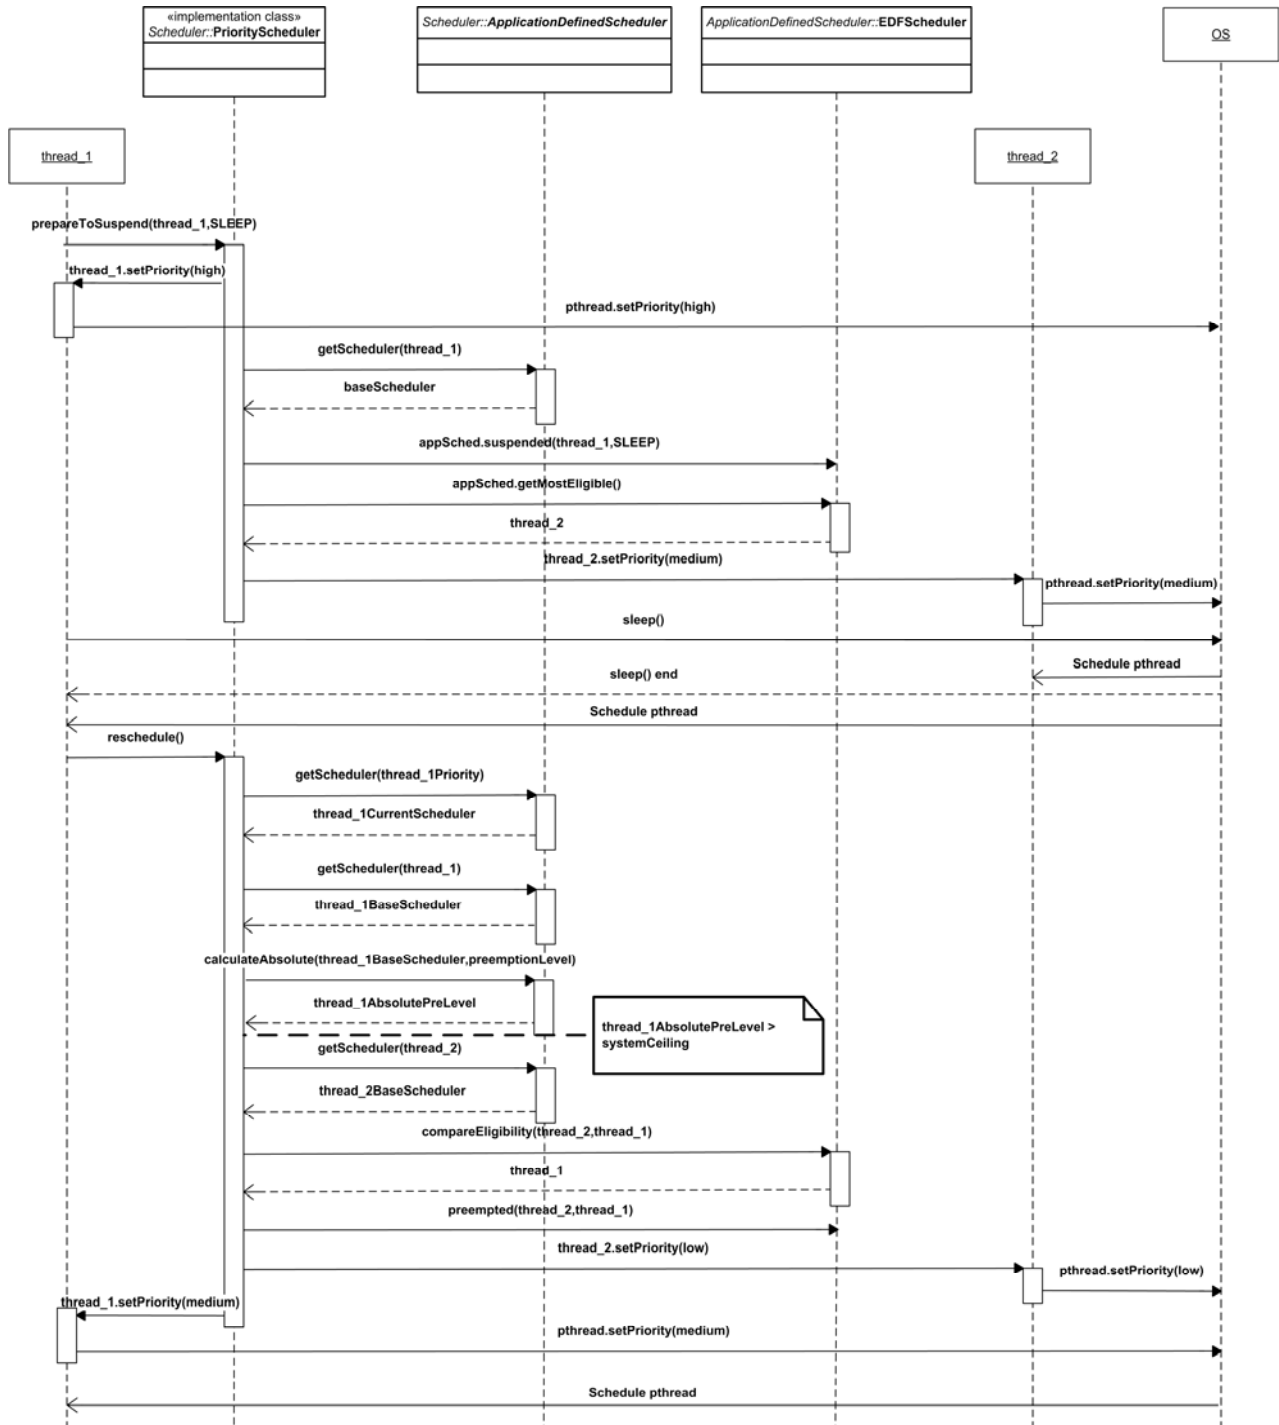 «implementation class»
Scheduler::PriorityScheduler
Scheduler::ApplicationDefinedScheduler
ApplicationDefinedScheduler::EDFScheduler
OS
thread_1
thread_2
prepareToSuspend(thread_1,SLEEP)
thread_1.setPriority(high)
pthread.setPriority(high)
getScheduler(thread_1)
baseScheduler
appSched.suspended(thread_1,SLEEP)
appSched.getMostEligible()
thread_2
thread_2.setPriority(medium)
pthread.setPriority(medium)
sleep()
Schedule pthread
sleep() end
Schedule pthread
reschedule()
getScheduler(thread_1Priority)
thread_1CurrentScheduler
getScheduler(thread_1)
thread_1BaseScheduler
calculateAbsolute(thread_1BaseScheduler,preemptionLevel)
thread_1AbsolutePreLevel
thread_1AbsolutePreLevel >
systemCeiling
getScheduler(thread_2)
thread_2BaseScheduler
compareEligibility(thread_2,thread_1)
thread_1
preempted(thread_2,thread_1)
thread_2.setPriority(low)
pthread.setPriority(low)
thread_1.setPriority(medium)
pthread.setPriority(medium)
Schedule pthread